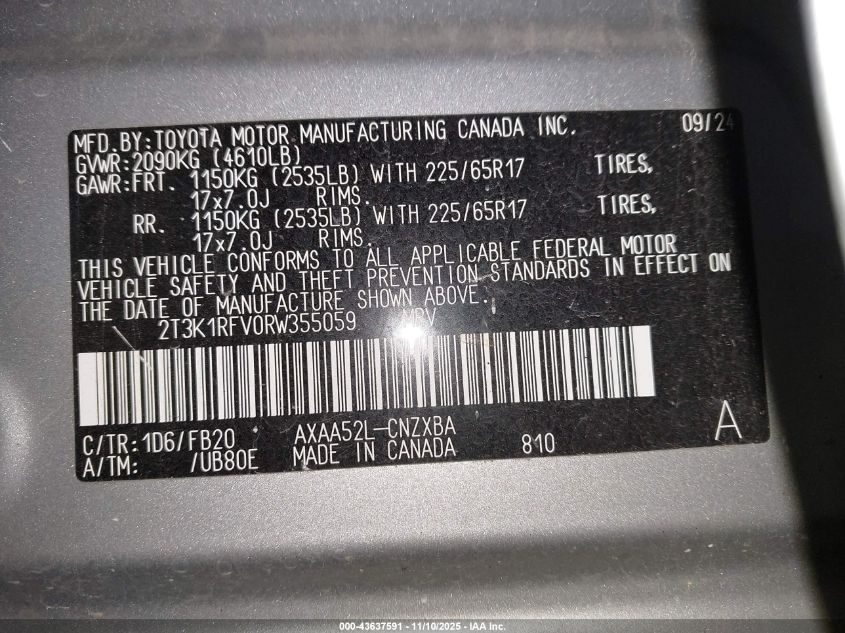 MFD.BY:TOYOTA MOTOR MANUFACTURING CANADA INC. 09/24
GVWR:2090KG (4610LB)
GAWR:FRT. 1150KG (2535LB) WITH 225/65R17 TIRES,
17x7.0J RIMS.
RR. 1150KG (2535LB) WITH 225/65R17 TIRES,
17x7.0J RIMS.
THIS VEHICLE CONFORMS TO ALL APPLICABLE FEDERAL MOTOR
VEHICLE SAFETY AND THEFT PREVENTION STANDARDS IN EFFECT ON
THE DATE OF MANUFACTURE SHOWN ABOVE.
2T3K1RFV0RW355059 MPV
C/TR:1D6/FB20 AXAA52L-CNZXBA A
A/TM: /UB80E MADE IN CANADA 810
000-43637591 — 11/10/2025 — IAA Inc.